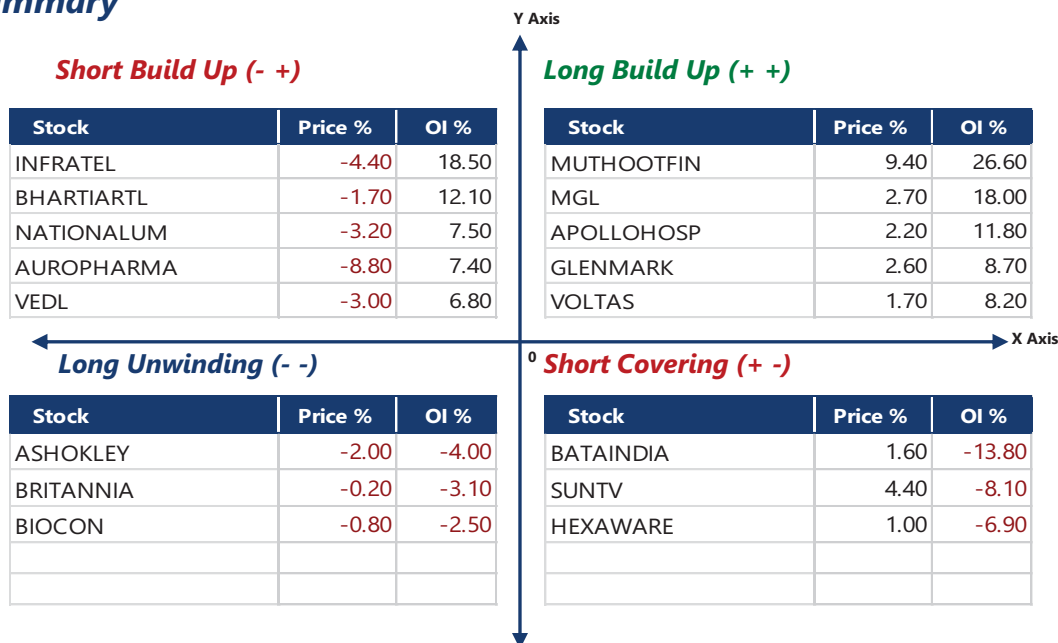 Y Axis
Short Build Up (- +)
Stock Price % OI %
INFRATEL -4.40 18.50
BHARTIARTL -1.70 12.10
NATIONALUM -3.20 7.50
AUROPHARMA -8.80 7.40
VEDL -3.00 6.80
Long Build Up (+ +)
Stock Price % OI %
MUTHOOTFIN 9.40 26.60
MGL 2.70 18.00
APOLLOHOSP 2.20 11.80
GLENMARK 2.60 8.70
VOLTAS 1.70 8.20
X Axis
0
Long Unwinding (- -)
Stock Price % OI %
ASHOKLEY -2.00 -4.00
BRITANNIA -0.20 -3.10
BIOCON -0.80 -2.50
Short Covering (+ -)
Stock Price % OI %
BATAINDIA 1.60 -13.80
SUNTV 4.40 -8.10
HEXAWARE 1.00 -6.90